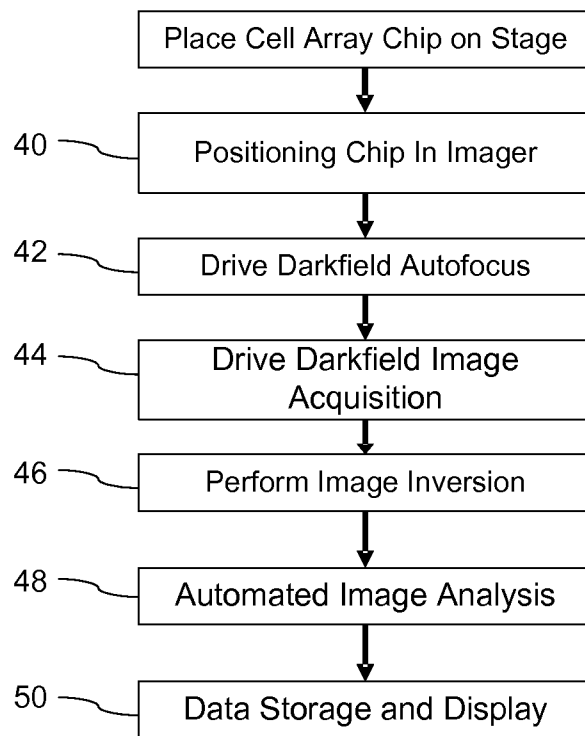 Place Cell Array Chip on Stage
40
Positioning Chip In Imager
42
Drive Darkfield Autofocus
44
Drive Darkfield Image
Acquisition
46
Perform Image Inversion
48
Automated Image Analysis
50
Data Storage and Display